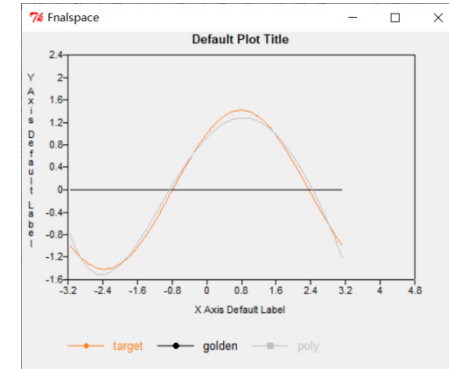 Fnalspace
Default Plot Title
Y Axis Default Label
2.4
2
1.6
1.2
0.8
0.4
0
-0.4
-0.8
-1.2
-1.6
-3.2 -2.4 -1.6 -0.8 0 0.8 1.6 2.4 3.2 4 4.8
X Axis Default Label
target golden poly